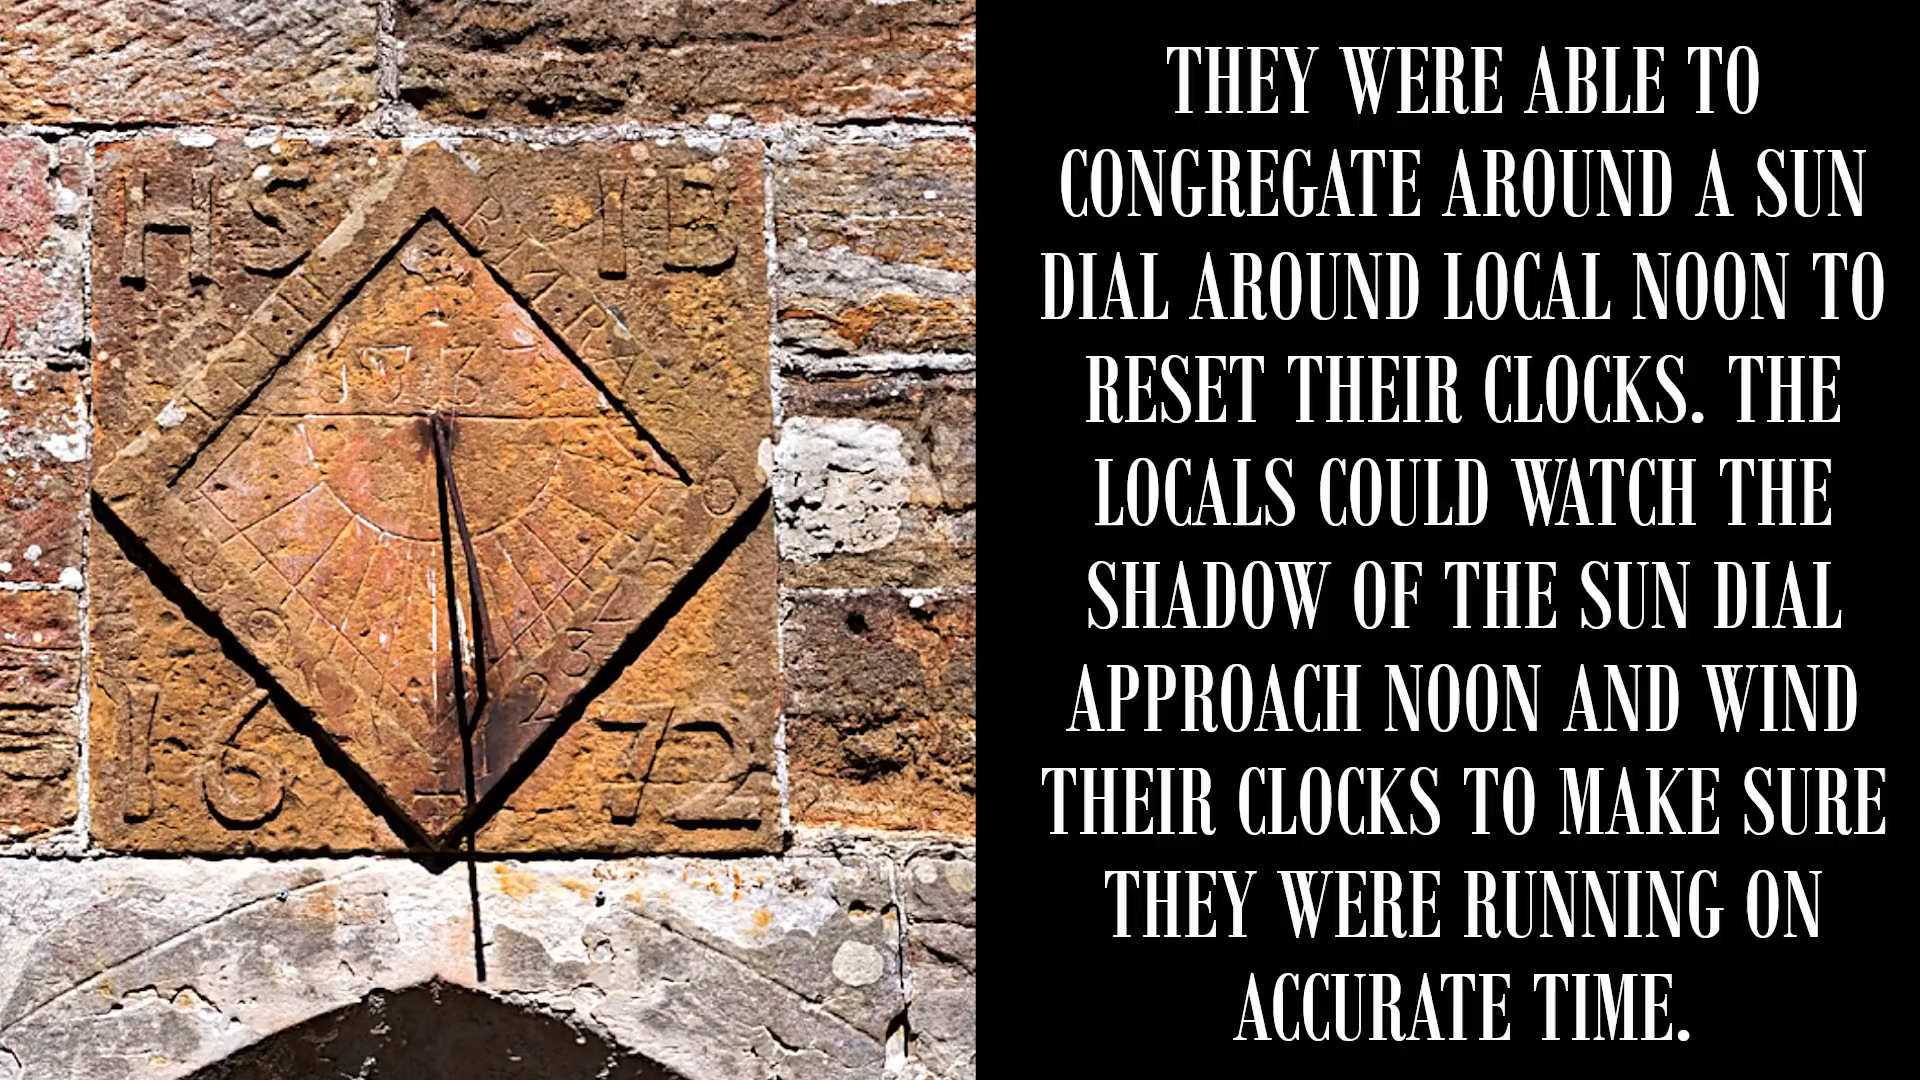 HS IB
16 72
2 3
THEY WERE ABLE TO
CONGREGATE AROUND A SUN
DIAL AROUND LOCAL NOON TO
RESET THEIR CLOCKS. THE
LOCALS COULD WATCH THE
SHADOW OF THE SUN DIAL
APPROACH NOON AND WIND
THEIR CLOCKS TO MAKE SURE
THEY WERE RUNNING ON
ACCURATE TIME.